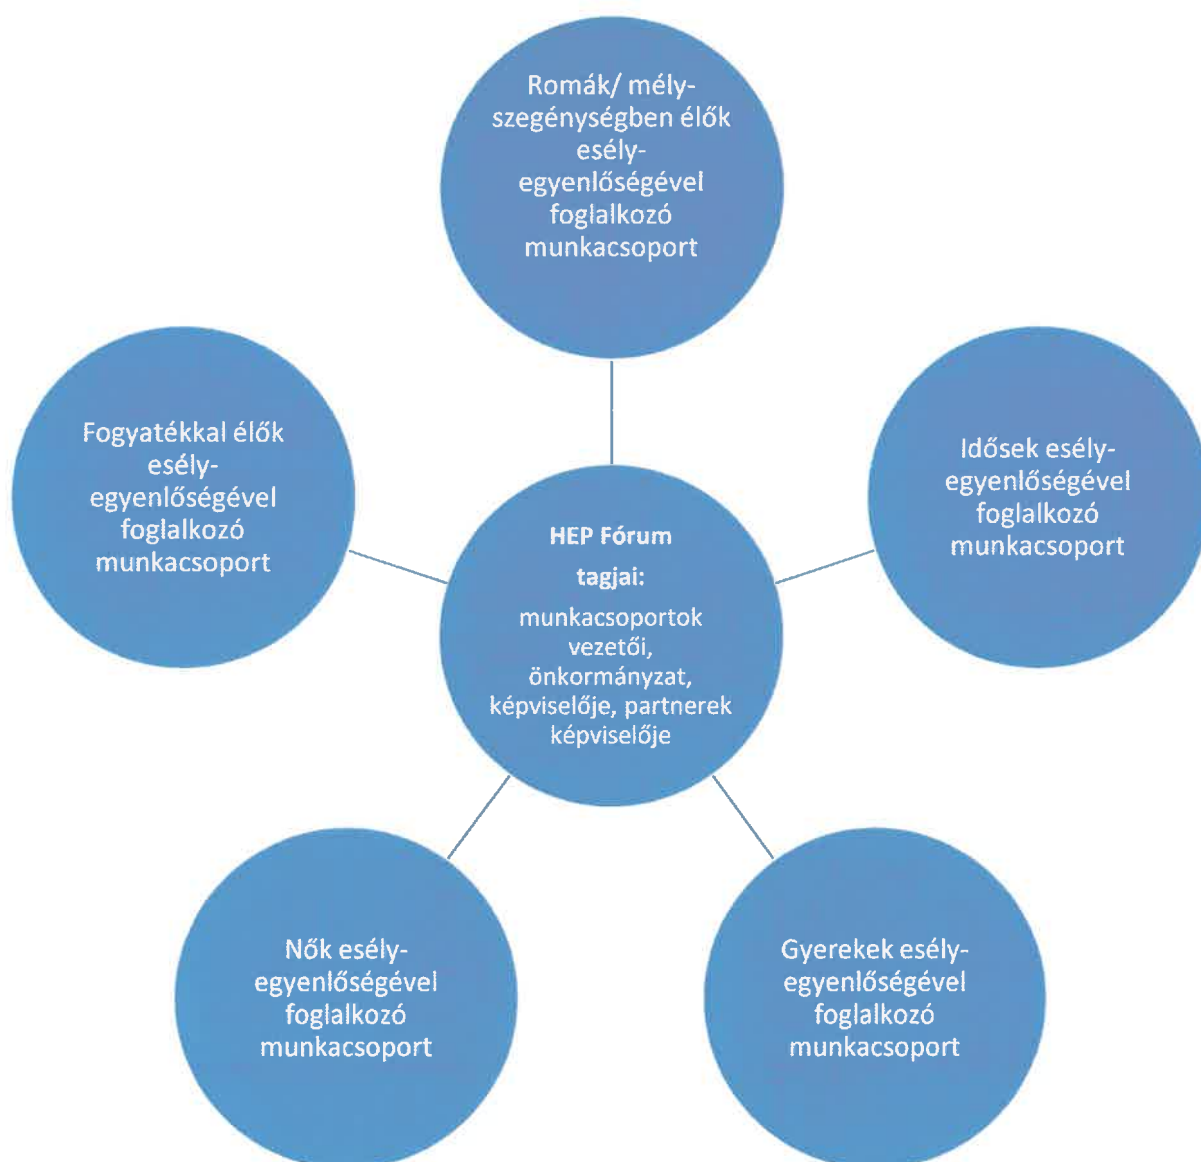 Romák/ mély-
szegénységben élők
esély-
egyenlőségével
foglalkozó
munkacsoport
Fogyatékkal élők
esély-
egyenlőségével
foglalkozó
munkacsoport
Idősek esély-
egyenlőségével
foglalkozó
munkacsoport
HEP Fórum
tagjai:
munkacsoportok
vezetői,
önkormányzat,
képviselője, partnerek
képviselője
Nők esély-
egyenlőségével
foglalkozó
munkacsoport
Gyerekek esély-
egyenlőségével
foglalkozó
munkacsoport